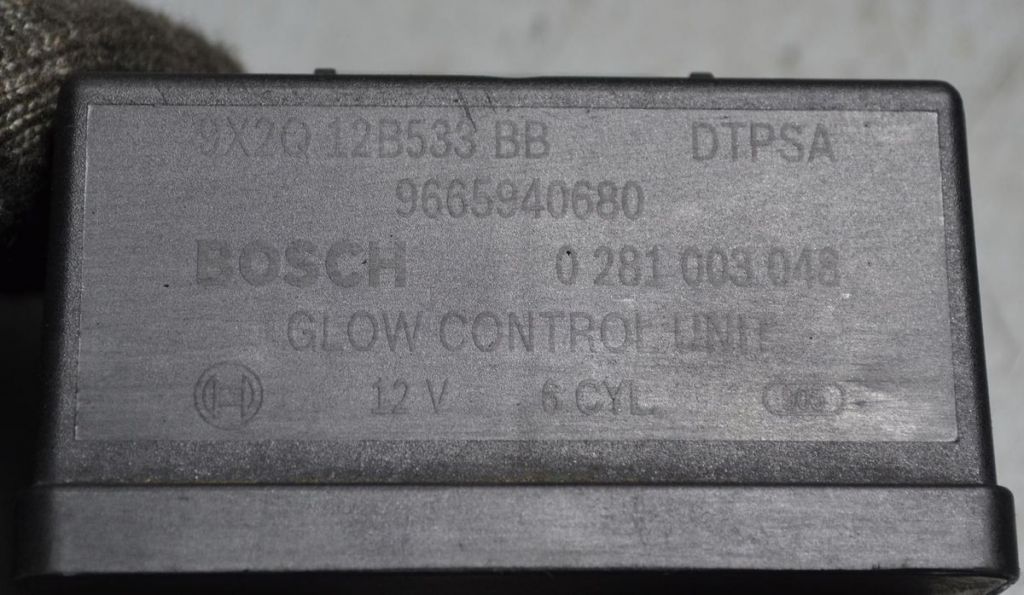 9X2Q 12B533 BB DTPSA
9665940680
BOSCH 0 281 003 048
GLOW CONTROL UNIT
12 V 6 CYL.